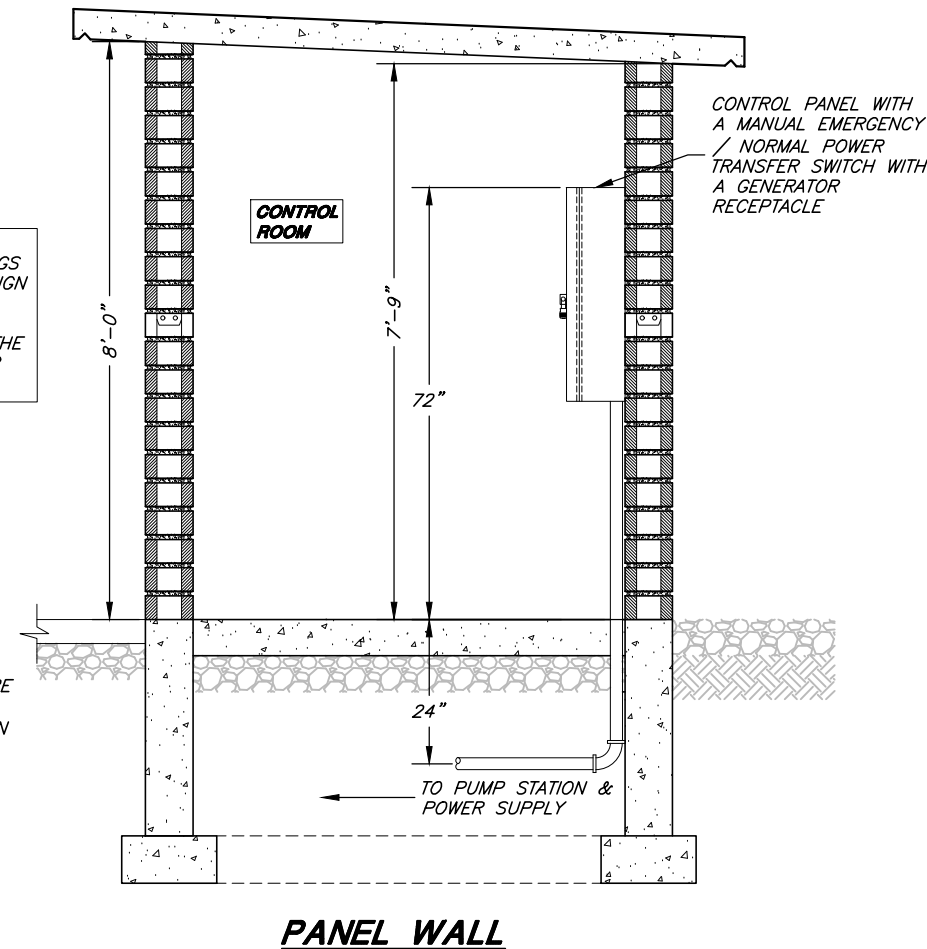 CONTROL PANEL WITH
A MANUAL EMERGENCY
/ NORMAL POWER
TRANSFER SWITCH WITH
A GENERATOR
RECEPTACLE
CONTROL
ROOM
8'-0"
7'-9"
72"
24"
TO PUMP STATION &
POWER SUPPLY
PANEL WALL